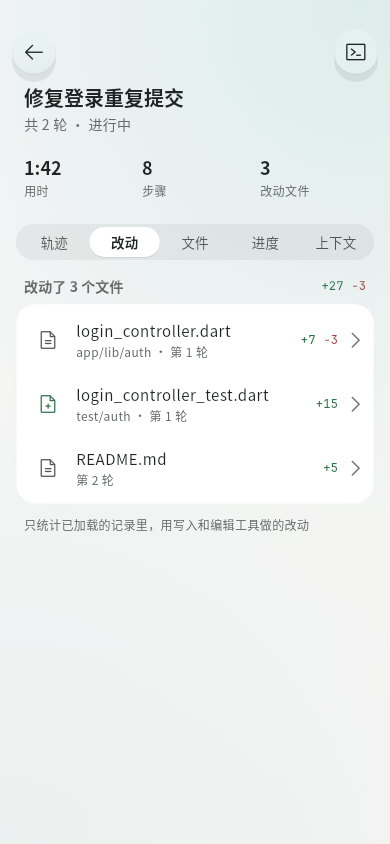 修复登录重复提交
共 2 轮 · 进行中
1:42 8 3
用时 步骤 改动文件
轨迹 改动 文件 进度 上下文
改动了 3 个文件 +27 -3
login_controller.dart +7 -3
app/lib/auth · 第 1 轮
login_controller_test.dart +15
test/auth · 第 1 轮
README.md +5
第 2 轮
只统计已加载的记录里，用写入和编辑工具做的改动